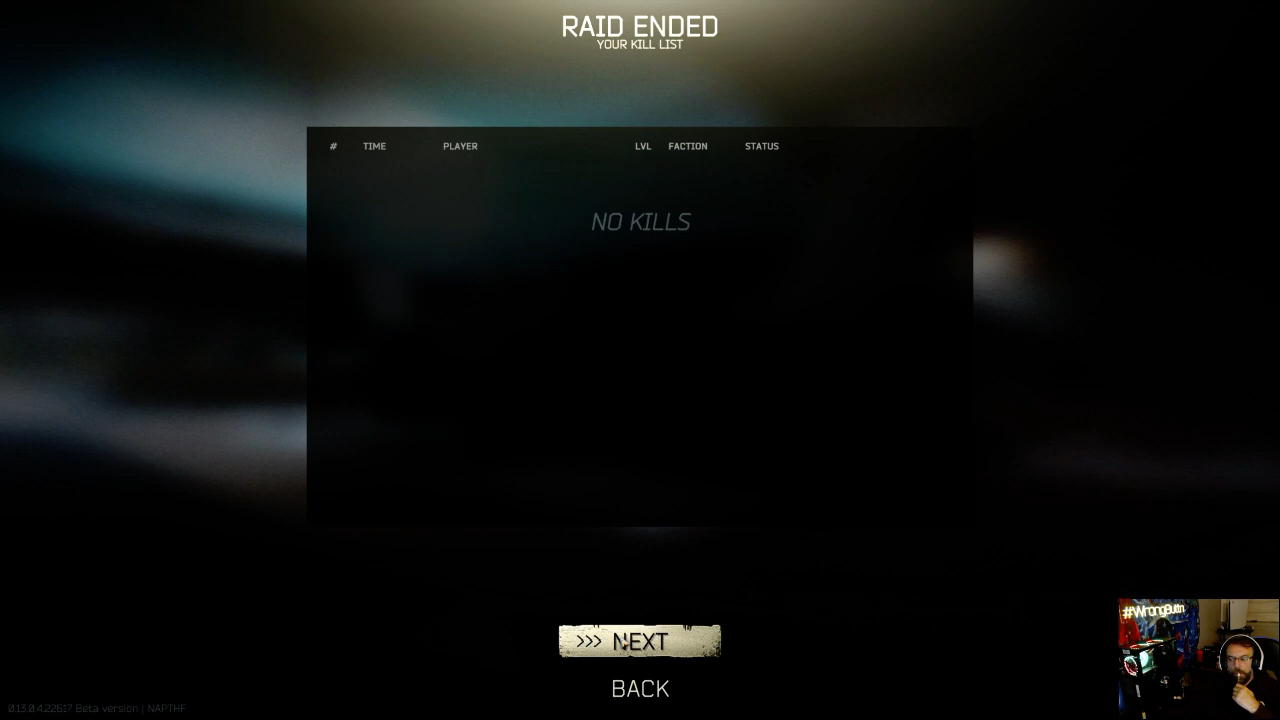 RAID ENDED
YOUR KILL LIST
# TIME PLAYER LVL FACTION STATUS
NO KILLS
>>> NEXT
BACK
0.13.0.4.22617 Beta version | NAPTHF
#WrongButtn